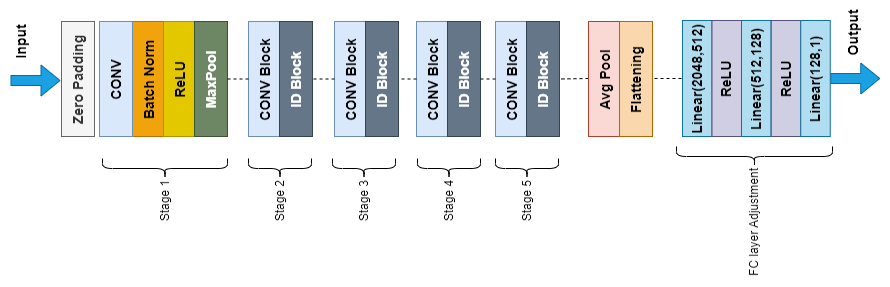 Input
Zero Padding
CONV
Batch Norm
ReLU
MaxPool
Stage 1
CONV Block
ID Block
Stage 2
CONV Block
ID Block
Stage 3
CONV Block
ID Block
Stage 4
CONV Block
ID Block
Stage 5
Avg Pool
Flattening
Linear(2048,512)
ReLU
Linear(512,128)
ReLU
Linear(128,1)
FC layer Adjustment
Output